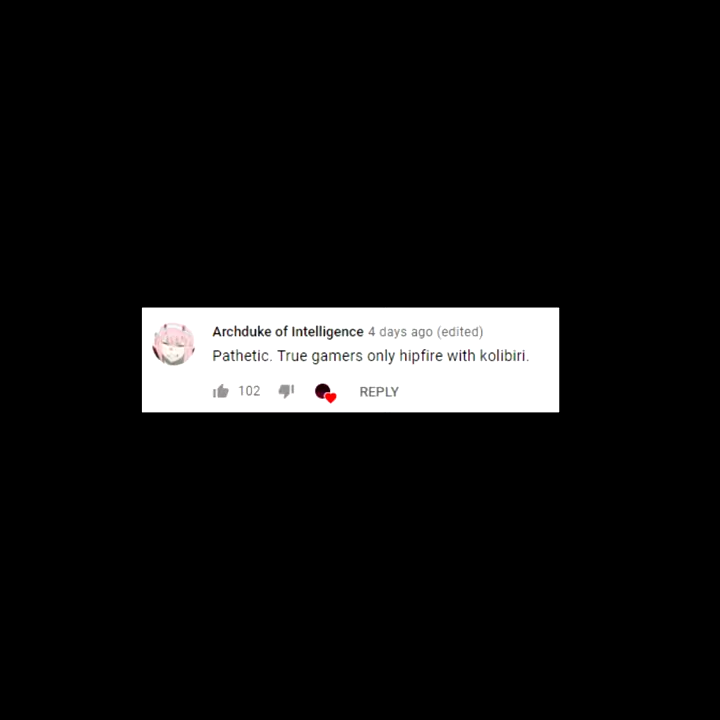 Archduke of Intelligence 4 days ago (edited)
Pathetic. True gamers only hipfire with kolibiri.
102 REPLY